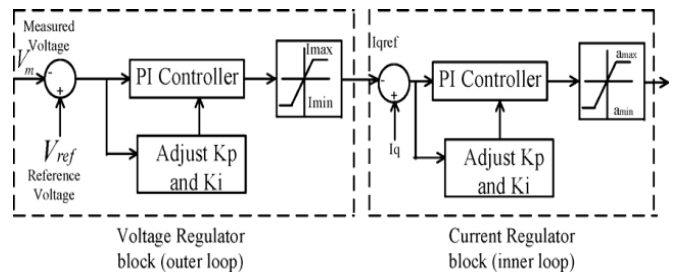 Measured
Voltage
Vm
-
+
Vref
Reference
Voltage
PI Controller
Adjust Kp
and Ki
Imax
Imin
Iqref
-
+
Iq
PI Controller
Adjust Kp
and Ki
amax
amin
Voltage Regulator
block (outer loop)
Current Regulator
block (inner loop)